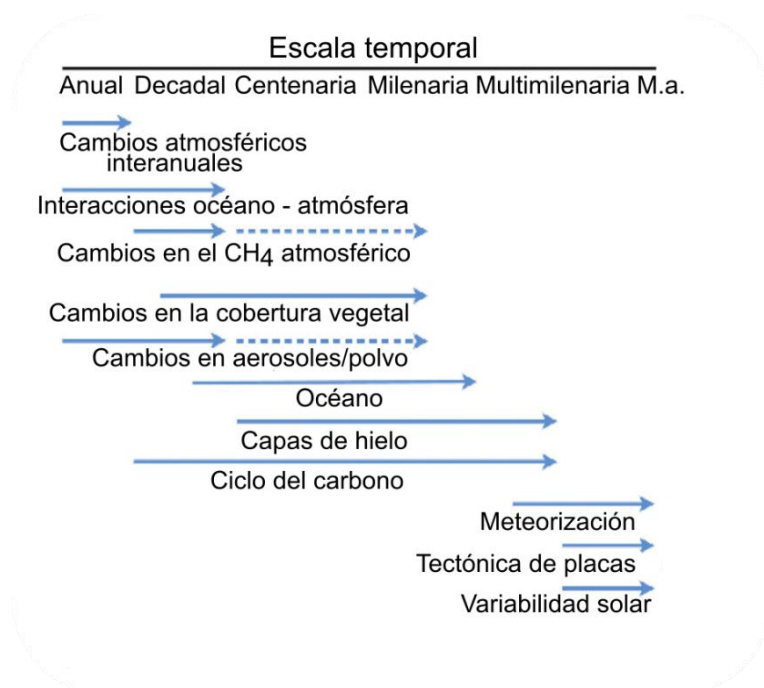 Escala temporal
Anual Decadal Centenaria Milenaria Multimilenaria M.a.
Cambios atmosféricos
interanuales
Interacciones océano - atmósfera
Cambios en el CH4 atmosférico
Cambios en la cobertura vegetal
Cambios en aerosoles/polvo
Océano
Capas de hielo
Ciclo del carbono
Meteorización
Tectónica de placas
Variabilidad solar